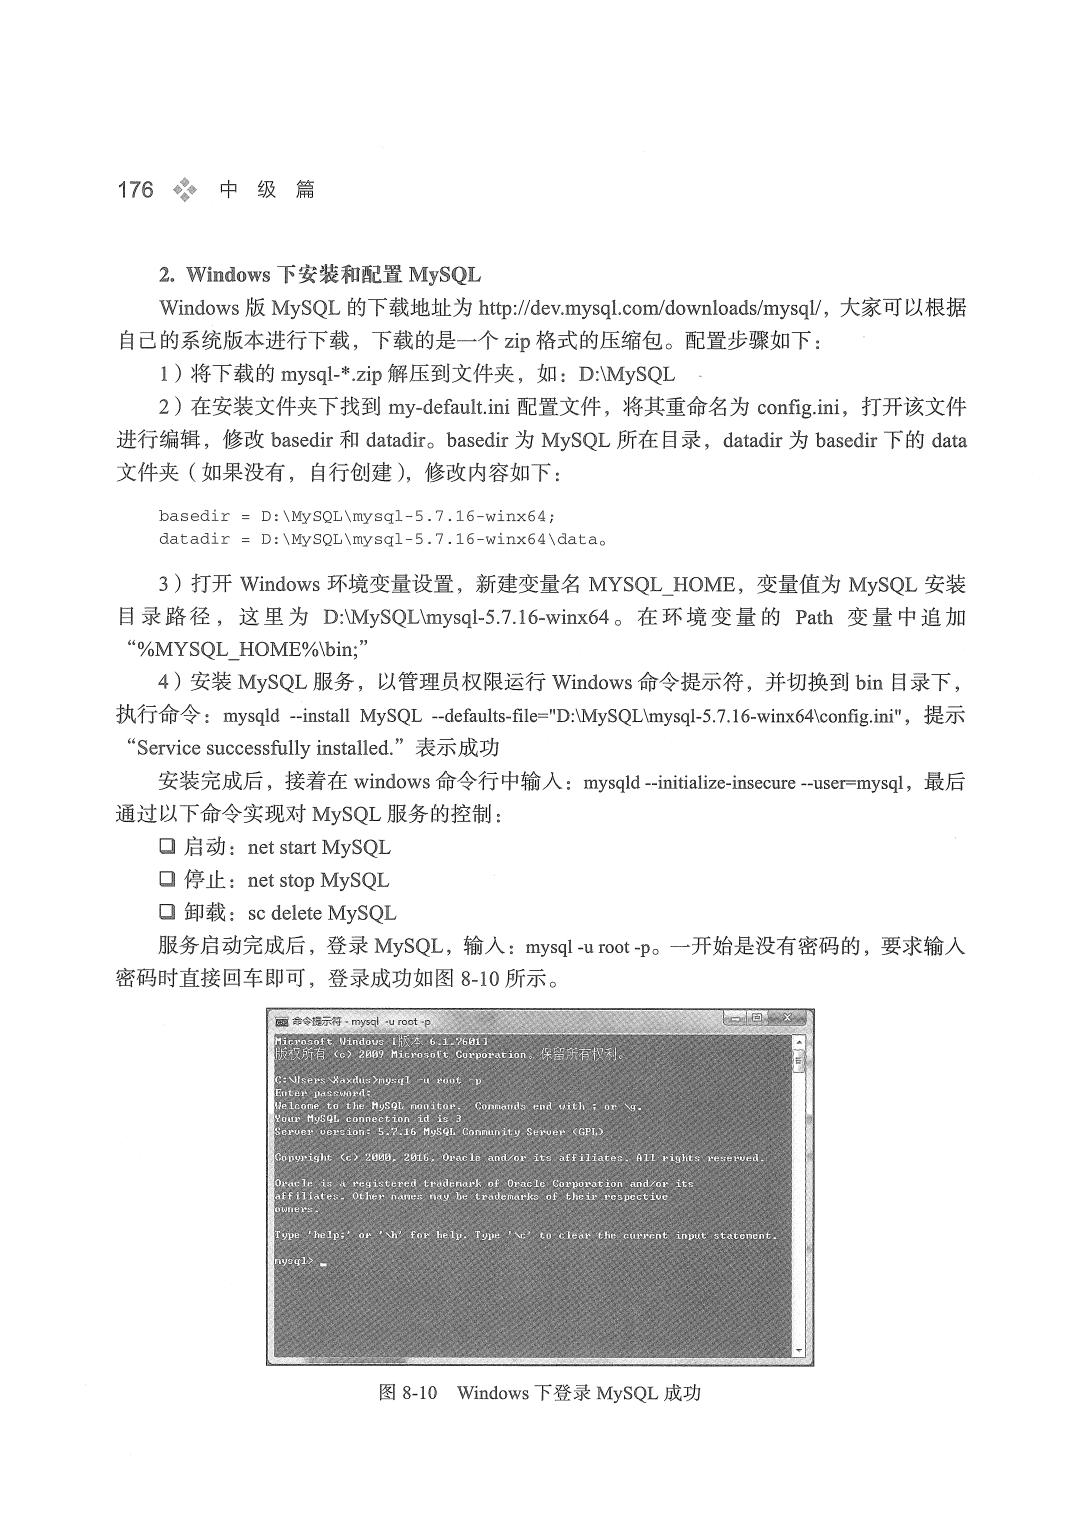 176 中 级 篇
2. Windows 下安装和配置 MySQL
Windows 版 MySQL 的下载地址为 http://dev.mysql.com/downloads/mysql/，大家可以根据
自己的系统版本进行下载，下载的是一个 zip 格式的压缩包。配置步骤如下：
1）将下载的 mysql-*.zip 解压到文件夹，如：D:\MySQL
2）在安装文件夹下找到 my-default.ini 配置文件，将其重命名为 config.ini，打开该文件
进行编辑，修改 basedir 和 datadir。basedir 为 MySQL 所在目录，datadir 为 basedir 下的 data
文件夹（如果没有，自行创建），修改内容如下：
basedir = D:\MySQL\mysql-5.7.16-winx64;
datadir = D:\MySQL\mysql-5.7.16-winx64\data。
3）打开 Windows 环境变量设置，新建变量名 MYSQL_HOME，变量值为 MySQL 安装
目录路径，这里为 D:\MySQL\mysql-5.7.16-winx64。在环境变量的 Path 变量中追加
“%MYSQL_HOME%\bin;”
4）安装 MySQL 服务，以管理员权限运行 Windows 命令提示符，并切换到 bin 目录下，
执行命令：mysqld --install MySQL --defaults-file="D:\MySQL\mysql-5.7.16-winx64\config.ini"，提示
“Service successfully installed.”表示成功
安装完成后，接着在 windows 命令行中输入：mysqld --initialize-insecure --user=mysql，最后
通过以下命令实现对 MySQL 服务的控制：
❑ 启动：net start MySQL
❑ 停止：net stop MySQL
❑ 卸载：sc delete MySQL
服务启动完成后，登录 MySQL，输入：mysql -u root -p。一开始是没有密码的，要求输入
密码时直接回车即可，登录成功如图 8-10 所示。
命令提示符 - mysql -u root -p
Microsoft Windows [版本 6.1.7601]
版权所有 (c) 2009 Microsoft Corporation。保留所有权利。
C:\Users\Xaxdus>mysql -u root -p
Enter password:
Welcome to the MySQL monitor.  Commands end with ; or \g.
Your MySQL connection id is 3
Server version: 5.7.16 MySQL Community Server (GPL)
Copyright (c) 2000, 2016, Oracle and/or its affiliates. All rights reserved.
Oracle is a registered trademark of Oracle Corporation and/or its
affiliates. Other names may be trademarks of their respective
owners.
Type 'help;' or '\h' for help. Type '\c' to clear the current input statement.
mysql> _
图 8-10 Windows 下登录 MySQL 成功